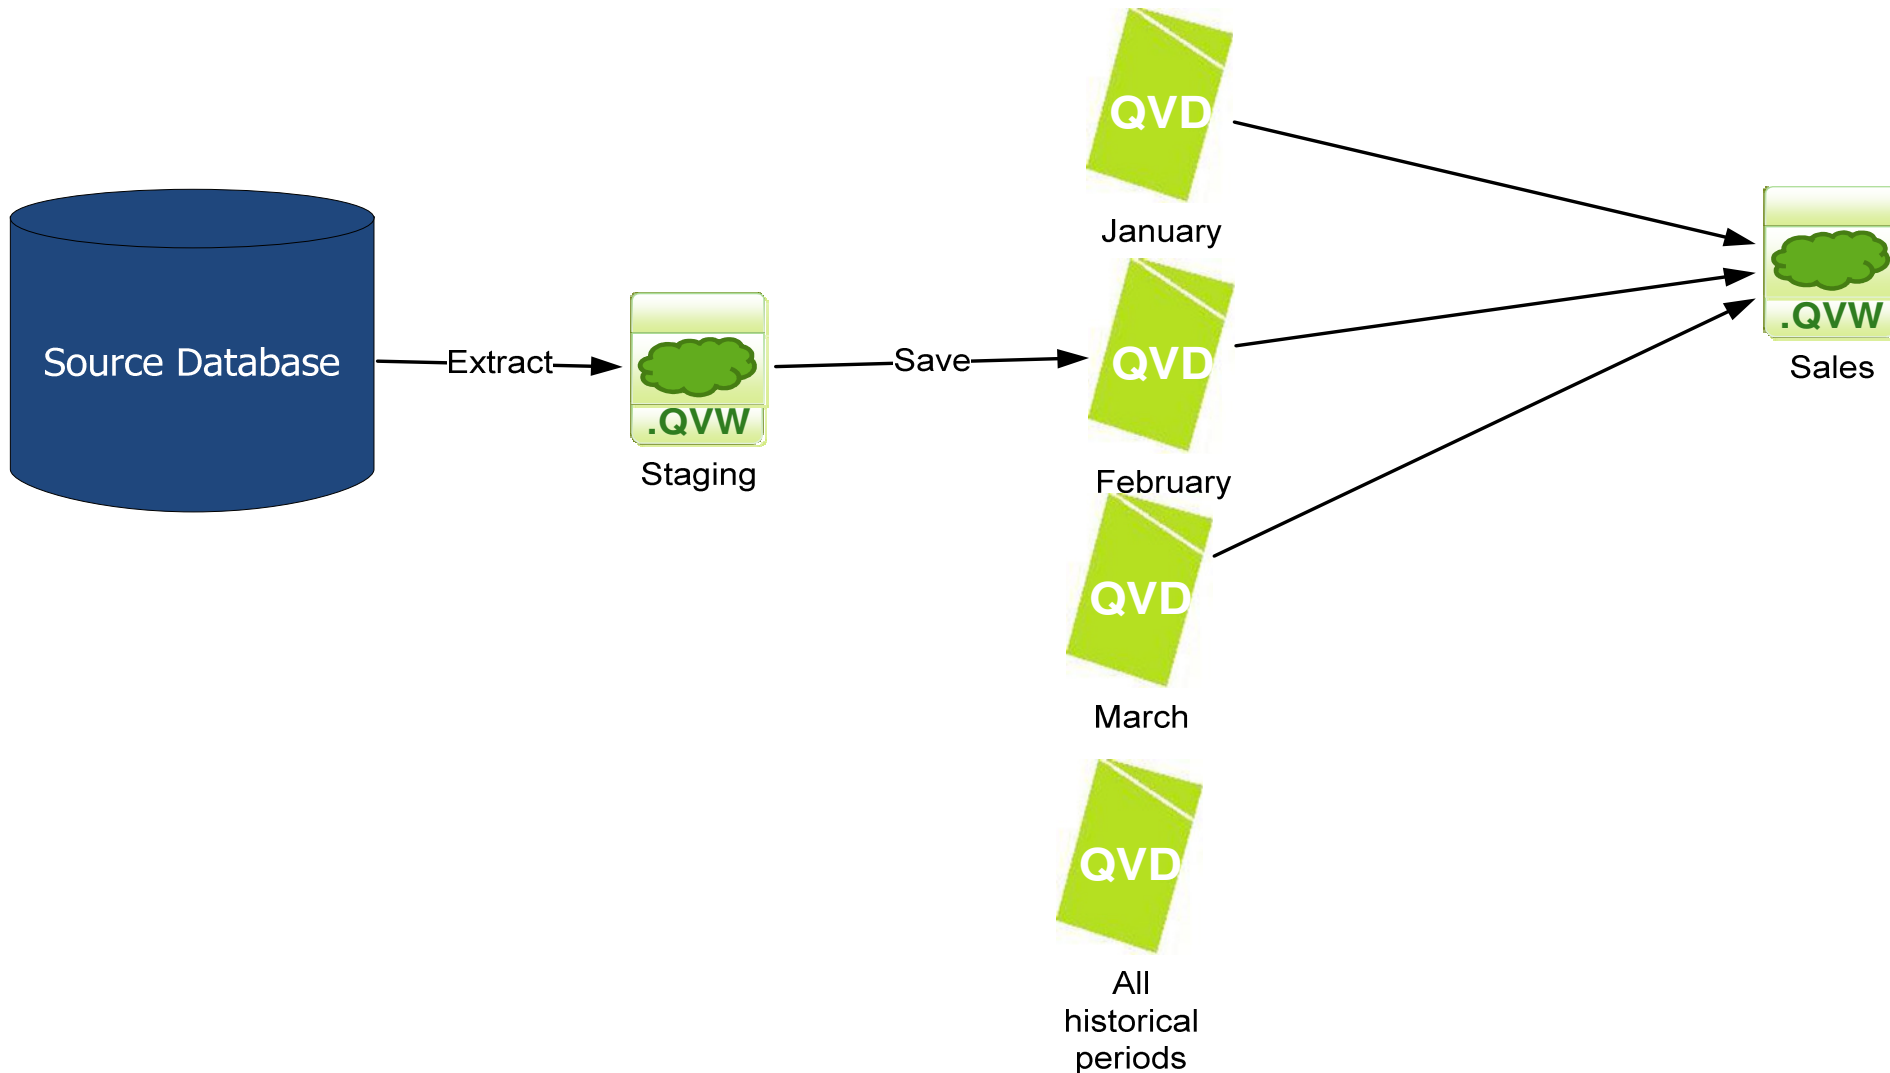 QVD
January
Source Database
Extract
.QVW
Staging
Save
QVD
February
QVD
March
QVD
All
historical
periods
.QVW
Sales